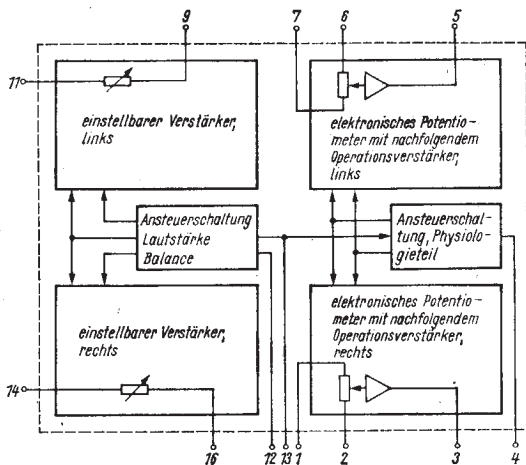 9
7
6
5
11
einstellbarer Verstärker,
links
elektronisches Potentio-
meter mit nachfolgendem
Operationsverstärker,
links
Ansteuerschaltung
Lautstärke
Balance
Ansteuerschal-
tung, Physiolo-
gieteil
einstellbarer Verstärker,
rechts
elektronisches Potentio-
meter mit nachfolgendem
Operationsverstärker,
rechts
14
16
12
13
1
2
3
4